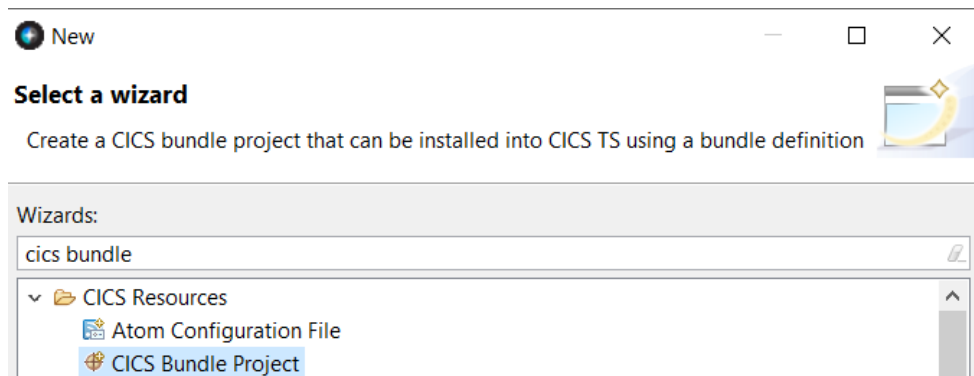 New
Select a wizard
Create a CICS bundle project that can be installed into CICS TS using a bundle definition
Wizards:
cics bundle
CICS Resources
Atom Configuration File
CICS Bundle Project